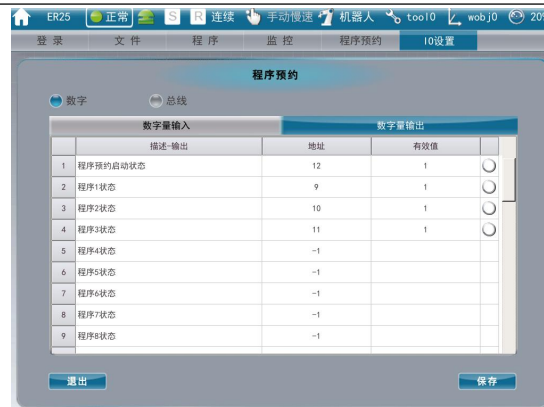 ER25 正常 S R 连续 手动慢速 机器人 tool0 wobj0 20%
登录 文件 程序 监控 程序预约 IO设置
程序预约
数字 总线
数字量输入 数字量输出
描述-输出 地址 有效值
1 程序预约启动状态 12 1
2 程序1状态 9 1
3 程序2状态 10 1
4 程序3状态 11 1
5 程序4状态 -1
6 程序5状态 -1
7 程序6状态 -1
8 程序7状态 -1
9 程序8状态 -1
退出 保存